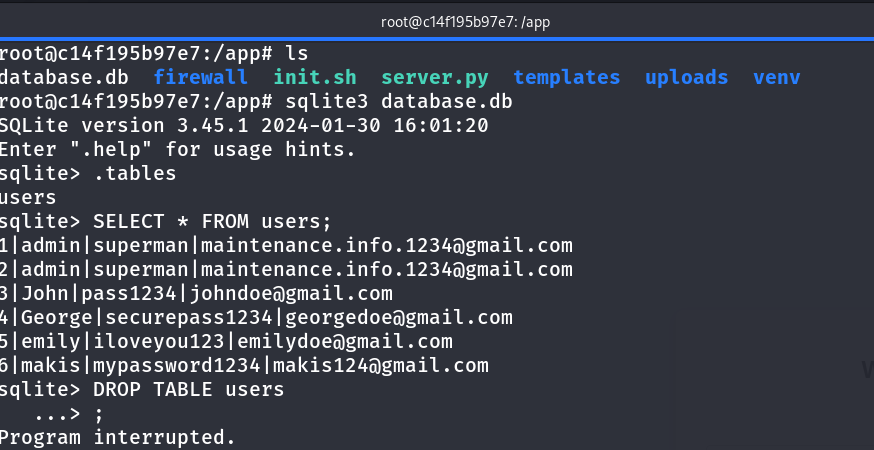 root@c14f195b97e7: /app
root@c14f195b97e7:/app# ls
database.db  firewall  init.sh  server.py  templates  uploads  venv
root@c14f195b97e7:/app# sqlite3 database.db
SQLite version 3.45.1 2024-01-30 16:01:20
Enter ".help" for usage hints.
sqlite> .tables
users
sqlite> SELECT * FROM users;
1|admin|superman|maintenance.info.1234@gmail.com
2|admin|superman|maintenance.info.1234@gmail.com
3|John|pass1234|johndoe@gmail.com
4|George|securepass1234|georgedoe@gmail.com
5|emily|iloveyou123|emilydoe@gmail.com
6|makis|mypassword1234|makis124@gmail.com
sqlite> DROP TABLE users
   ...> ;
Program interrupted.